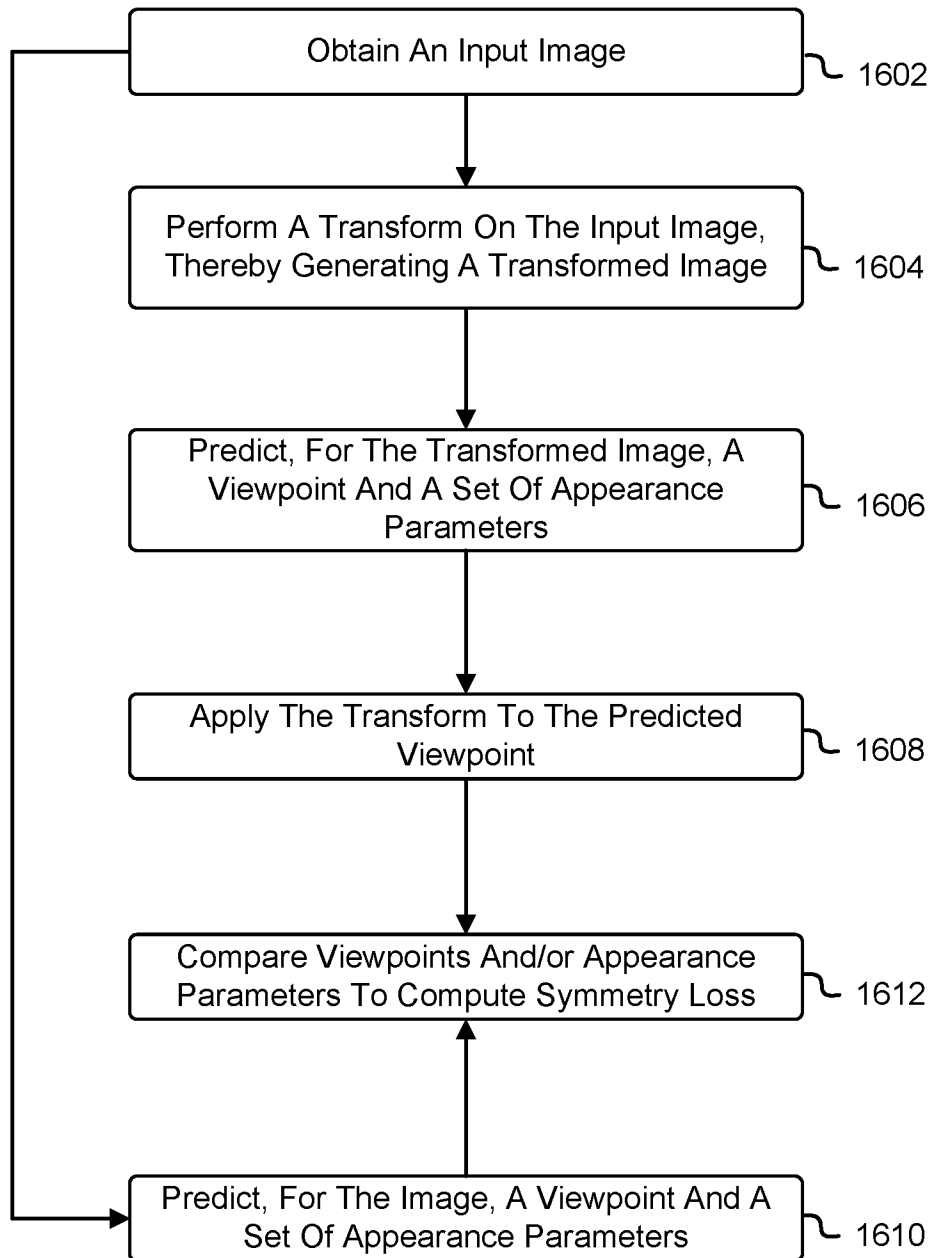 Obtain An Input Image
1602
Perform A Transform On The Input Image,
Thereby Generating A Transformed Image
1604
Predict, For The Transformed Image, A
Viewpoint And A Set Of Appearance
Parameters
1606
Apply The Transform To The Predicted
Viewpoint
1608
Compare Viewpoints And/or Appearance
Parameters To Compute Symmetry Loss
1612
Predict, For The Image, A Viewpoint And A
Set Of Appearance Parameters
1610